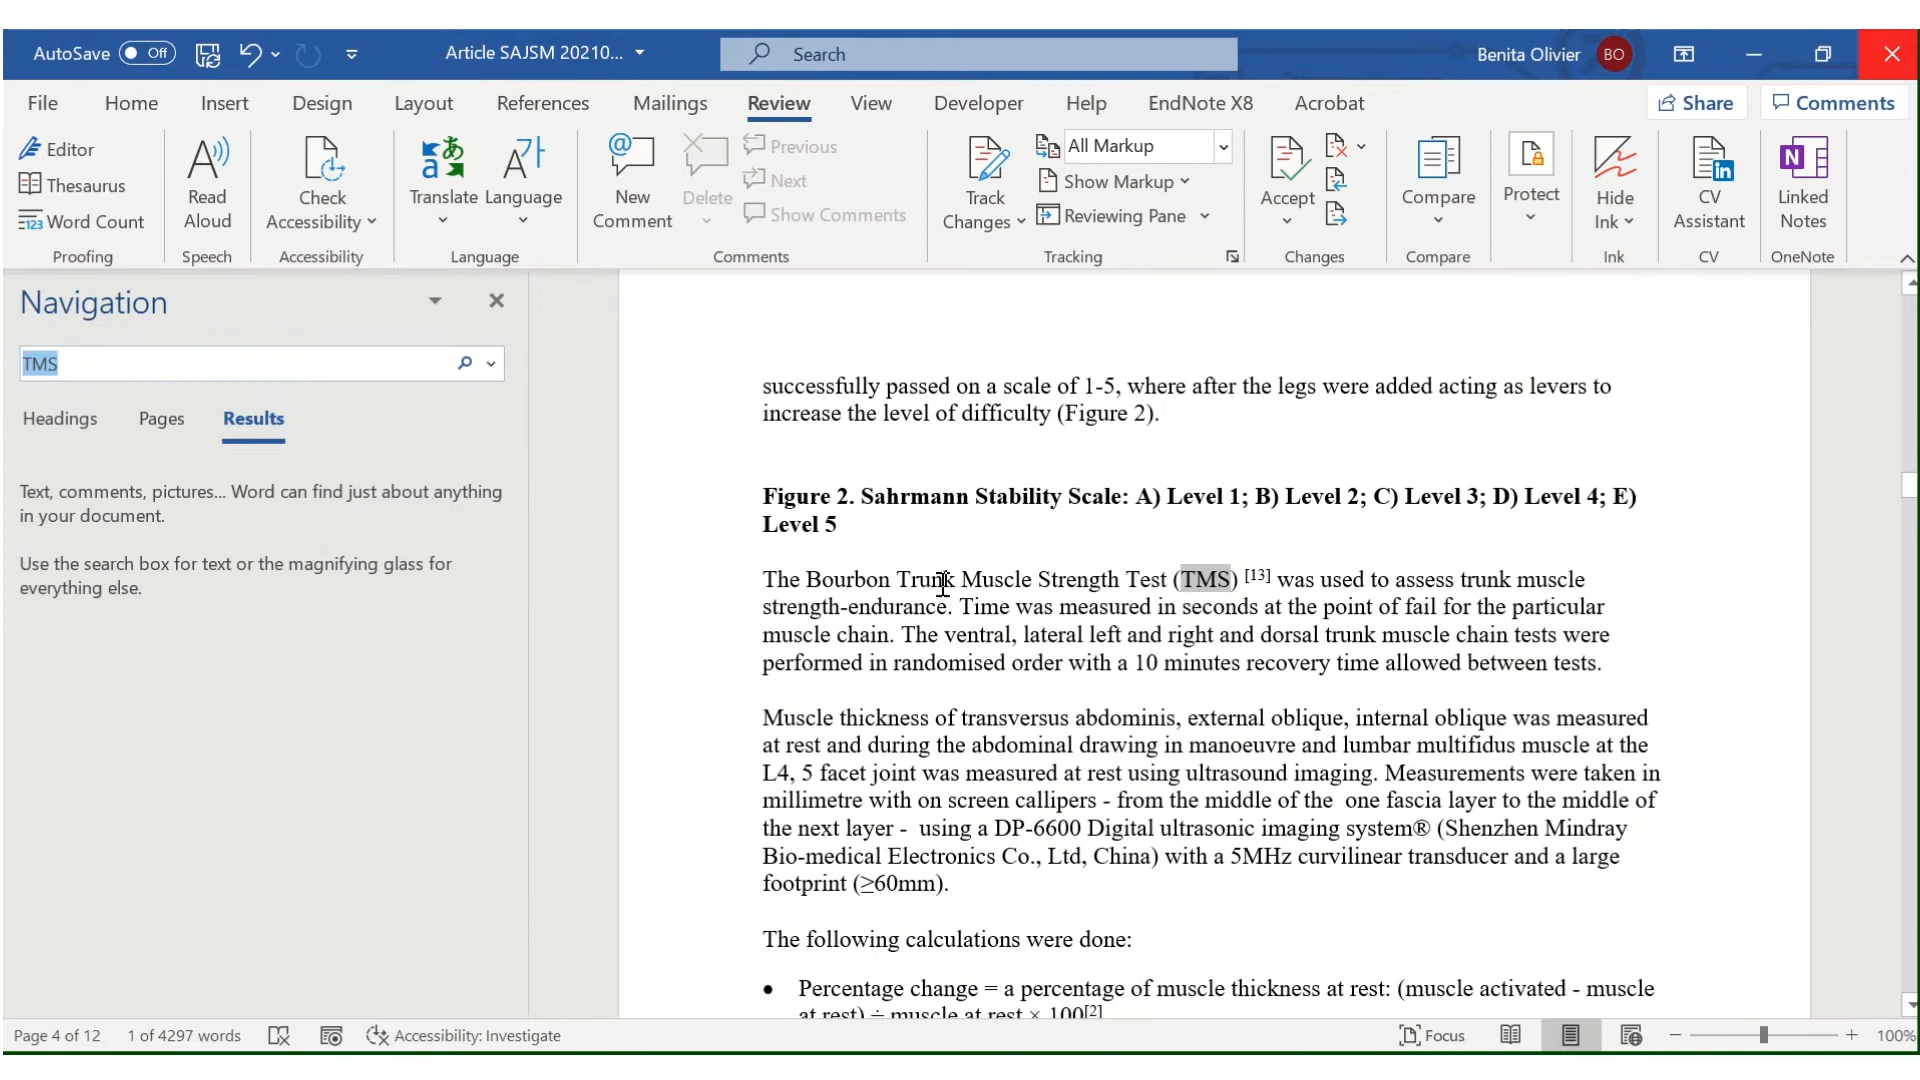 AutoSave Off Article SAJSM 20210... Search Benita Olivier BO
File Home Insert Design Layout References Mailings Review View Developer Help EndNote X8 Acrobat Share Comments
Editor
Thesaurus
Word Count
Proofing
Read
Aloud
Speech
Check
Accessibility
Accessibility
Translate Language
Language
New
Comment
Delete
Previous
Next
Show Comments
Comments
Track
Changes
All Markup
Show Markup
Reviewing Pane
Tracking
Accept
Changes
Compare
Compare
Protect
Hide
Ink
Ink
CV
Assistant
CV
Linked
Notes
OneNote
Navigation
TMS
Headings Pages Results
Text, comments, pictures... Word can find just about anything
in your document.
Use the search box for text or the magnifying glass for
everything else.
successfully passed on a scale of 1-5, where after the legs were added acting as levers to
increase the level of difficulty (Figure 2).
Figure 2. Sahrmann Stability Scale: A) Level 1; B) Level 2; C) Level 3; D) Level 4; E)
Level 5
The Bourbon Trunk Muscle Strength Test (TMS) [13] was used to assess trunk muscle
strength-endurance. Time was measured in seconds at the point of fail for the particular
muscle chain. The ventral, lateral left and right and dorsal trunk muscle chain tests were
performed in randomised order with a 10 minutes recovery time allowed between tests.
Muscle thickness of transversus abdominis, external oblique, internal oblique was measured
at rest and during the abdominal drawing in manoeuvre and lumbar multifidus muscle at the
L4, 5 facet joint was measured at rest using ultrasound imaging. Measurements were taken in
millimetre with on screen callipers - from the middle of the one fascia layer to the middle of
the next layer - using a DP-6600 Digital ultrasonic imaging system® (Shenzhen Mindray
Bio-medical Electronics Co., Ltd, China) with a 5MHz curvilinear transducer and a large
footprint (≥60mm).
The following calculations were done:
• Percentage change = a percentage of muscle thickness at rest: (muscle activated - muscle
at rest) ÷ muscle at rest × 100[2]
Page 4 of 12 1 of 4297 words Accessibility: Investigate Focus 100%